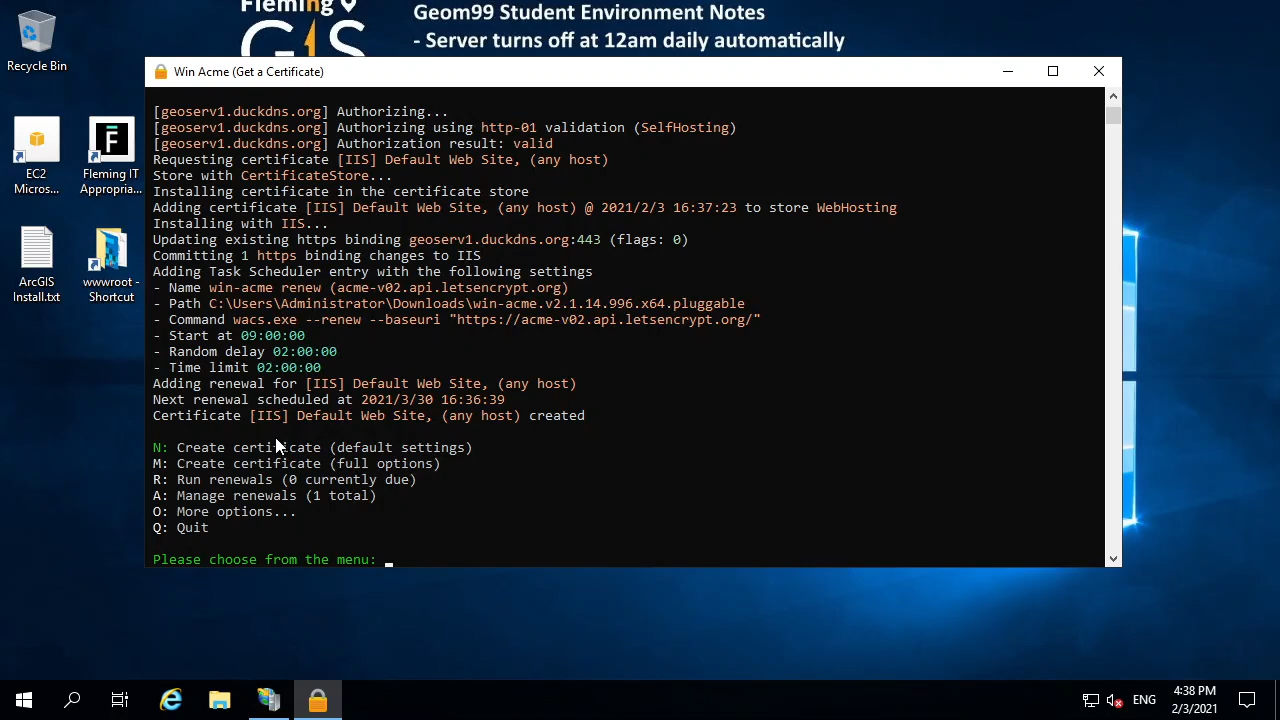 Fleming
GIS
Geom99 Student Environment Notes
- Server turns off at 12am daily automatically
Recycle Bin
EC2
Micros...
Fleming IT
Appropria...
ArcGIS
Install.txt
wwwroot -
Shortcut
Win Acme (Get a Certificate)
[geoserv1.duckdns.org] Authorizing...
[geoserv1.duckdns.org] Authorizing using http-01 validation (SelfHosting)
[geoserv1.duckdns.org] Authorization result: valid
Requesting certificate [IIS] Default Web Site, (any host)
Store with CertificateStore...
Installing certificate in the certificate store
Adding certificate [IIS] Default Web Site, (any host) @ 2021/2/3 16:37:23 to store WebHosting
Installing with IIS...
Updating existing https binding geoserv1.duckdns.org:443 (flags: 0)
Committing 1 https binding changes to IIS
Adding Task Scheduler entry with the following settings
- Name win-acme renew (acme-v02.api.letsencrypt.org)
- Path C:\Users\Administrator\Downloads\win-acme.v2.1.14.996.x64.pluggable
- Command wacs.exe --renew --baseuri "https://acme-v02.api.letsencrypt.org/"
- Start at 09:00:00
- Random delay 02:00:00
- Time limit 02:00:00
Adding renewal for [IIS] Default Web Site, (any host)
Next renewal scheduled at 2021/3/30 16:36:39
Certificate [IIS] Default Web Site, (any host) created
N: Create certificate (default settings)
M: Create certificate (full options)
R: Run renewals (0 currently due)
A: Manage renewals (1 total)
O: More options...
Q: Quit
Please choose from the menu:
ENG
4:38 PM
2/3/2021